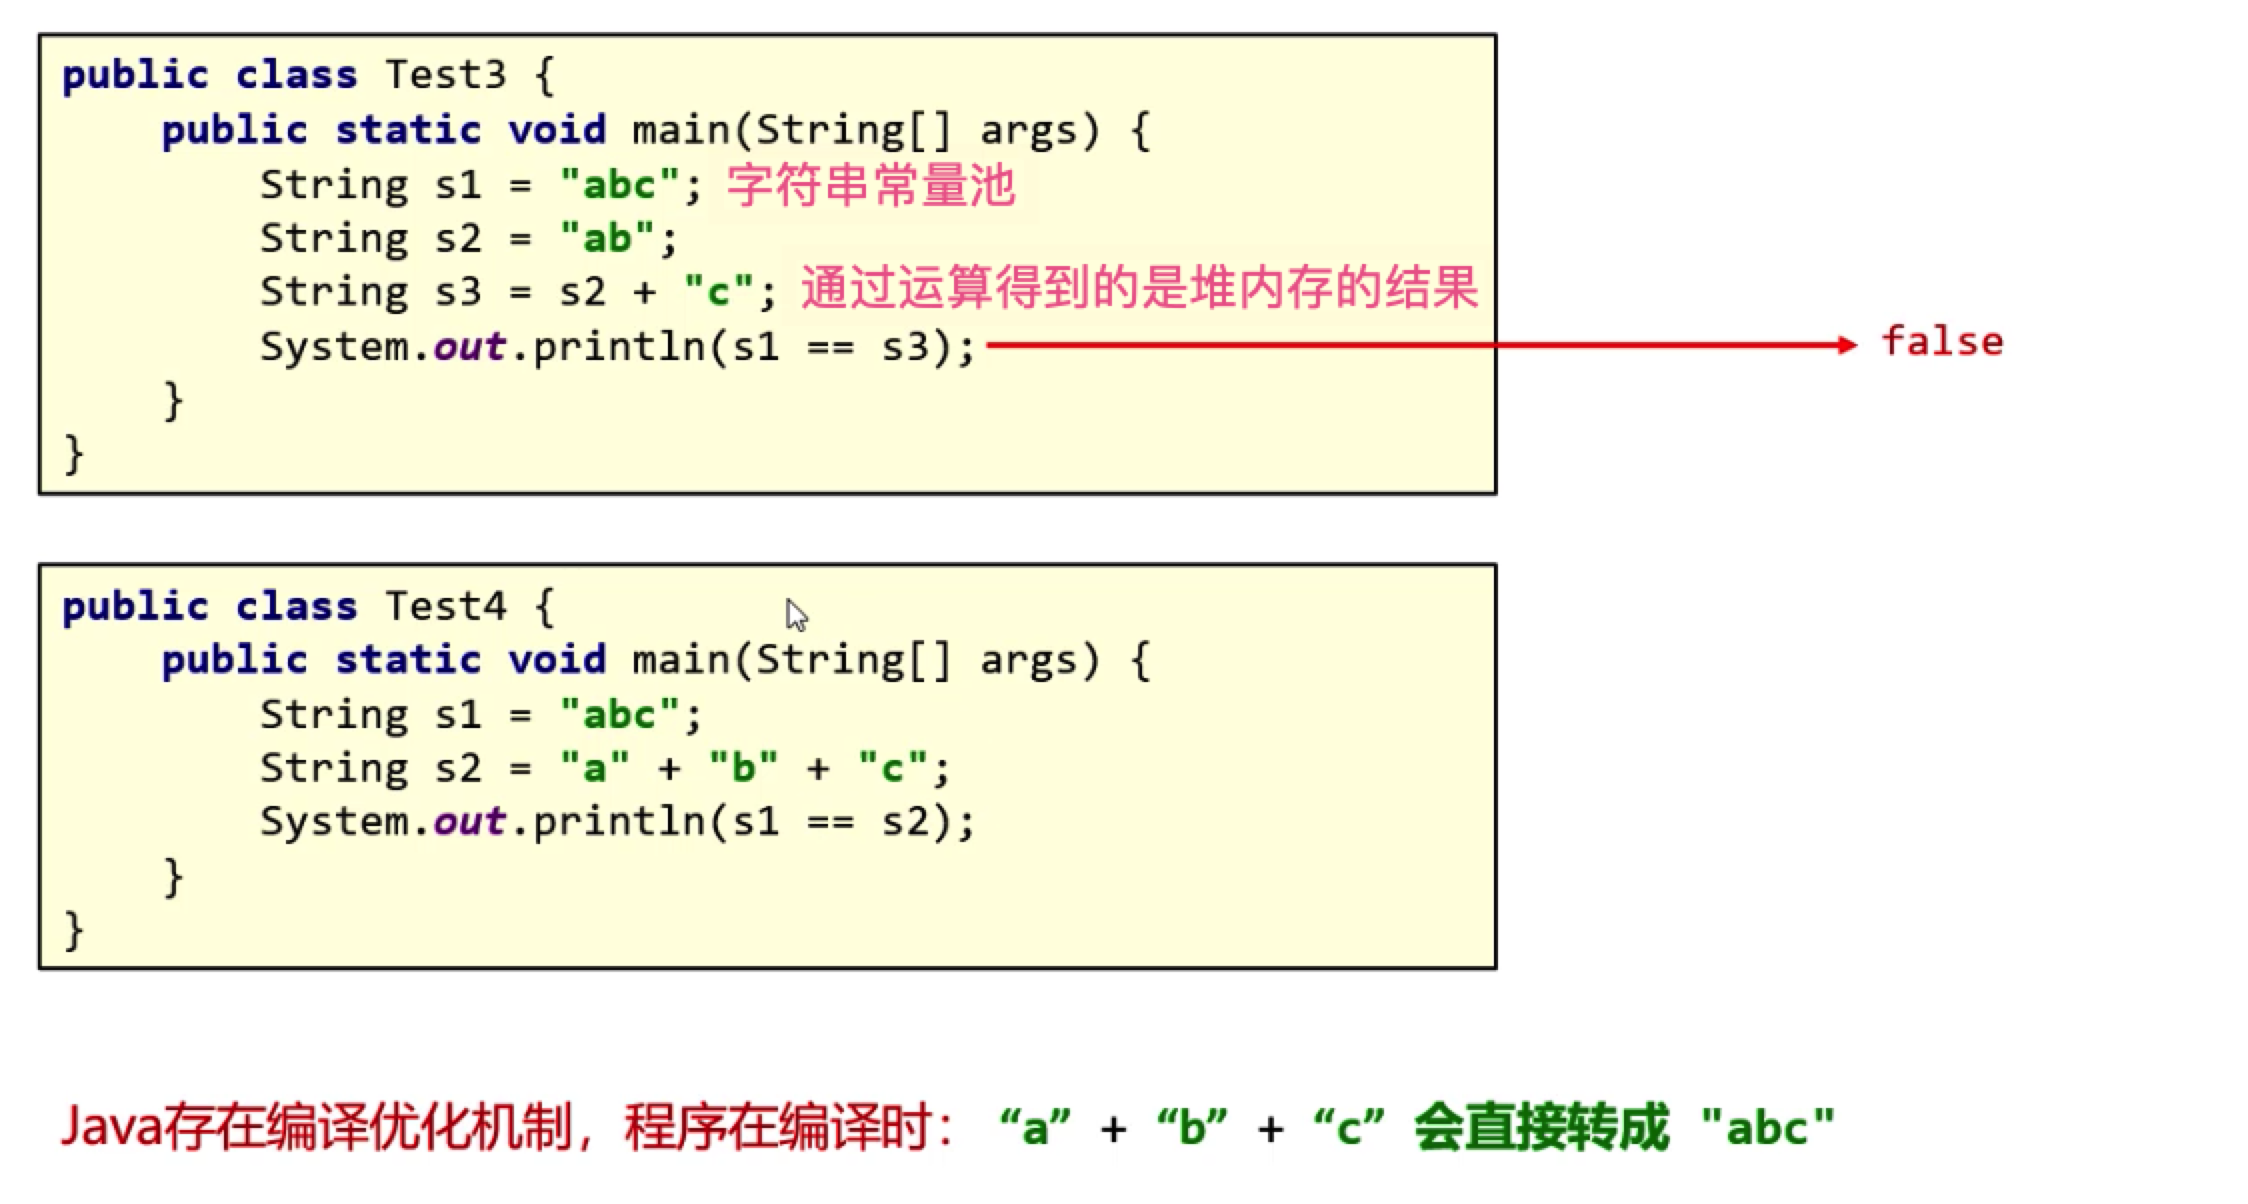 public class Test3 {
public static void main(String[] args) {
String s1 = "abc"; 字符串常量池
String s2 = "ab";
String s3 = s2 + "c"; 通过运算得到的是堆内存的结果
System.out.println(s1 == s3); false
}
}
public class Test4 {
public static void main(String[] args) {
String s1 = "abc";
String s2 = "a" + "b" + "c";
System.out.println(s1 == s2);
}
}
Java存在编译优化机制，程序在编译时： “a” + “b” + “c” 会直接转成 "abc"